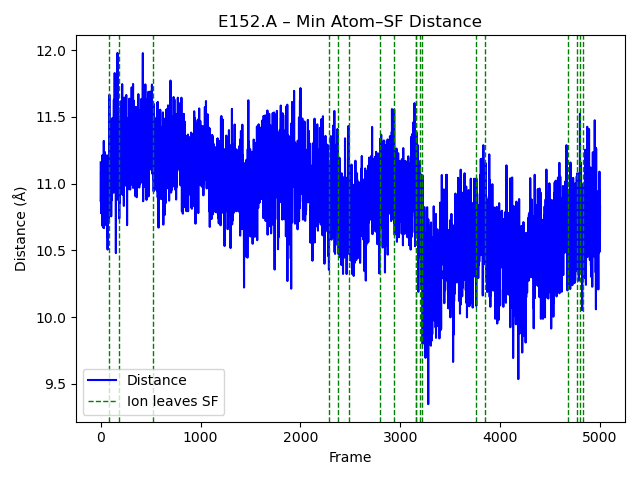 E152.A – Min Atom–SF Distance
Distance (Å)
12.0
11.5
11.0
10.5
10.0
9.5
Distance
Ion leaves SF
0 1000 2000 3000 4000 5000
Frame